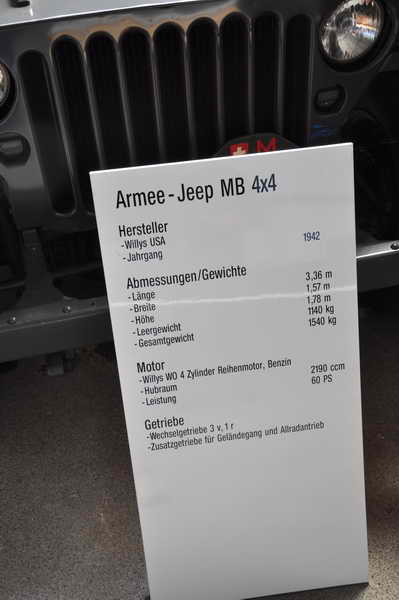 M
Armee - Jeep MB 4x4
Hersteller
-Willys USA
-Jahrgang 1942
Abmessungen/Gewichte
-Länge 3,36 m
-Breite 1,57 m
-Höhe 1,78 m
-Leergewicht 1140 kg
-Gesamtgewicht 1540 kg
Motor
-Willys WO 4 Zylinder Reihenmotor, Benzin
-Hubraum 2190 ccm
-Leistung 60 PS
Getriebe
-Wechselgetriebe 3 v, 1 r
-Zusatzgetriebe für Geländegang und Allradantrieb